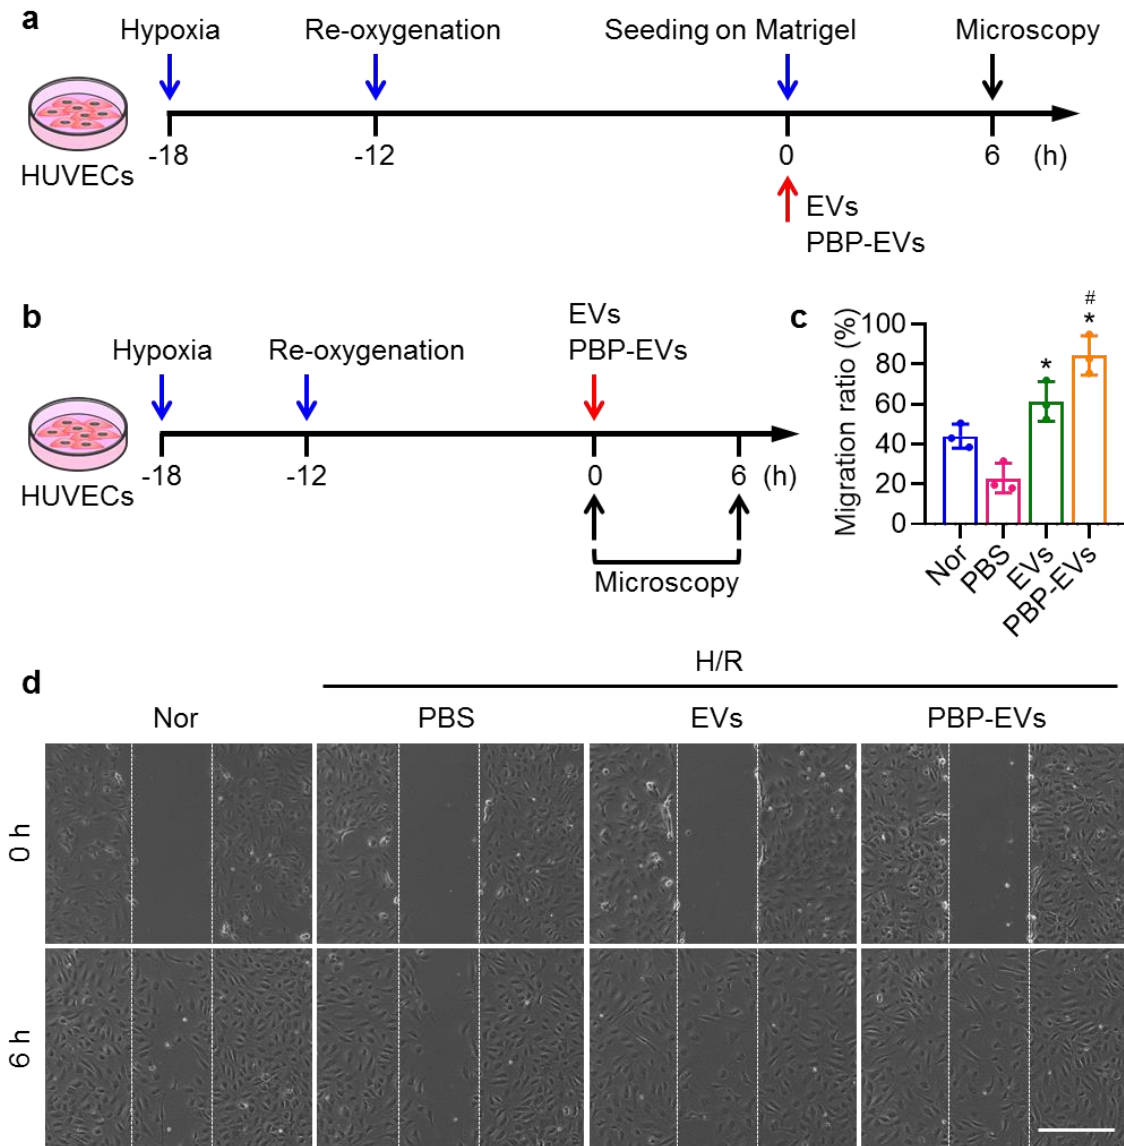 a
Hypoxia
Re-oxygenation
Seeding on Matrigel
Microscopy
HUVECs
-18
-12
0
6
(h)
EVs
PBP-EVs
b
Hypoxia
Re-oxygenation
EVs
PBP-EVs
HUVECs
-18
-12
0
6
(h)
Microscopy
c
Migration ratio (%)
100
80
60
40
20
0
*
#
*
Nor
PBS
EVs
PBP-EVs
d
H/R
Nor
PBS
EVs
PBP-EVs
0 h
6 h